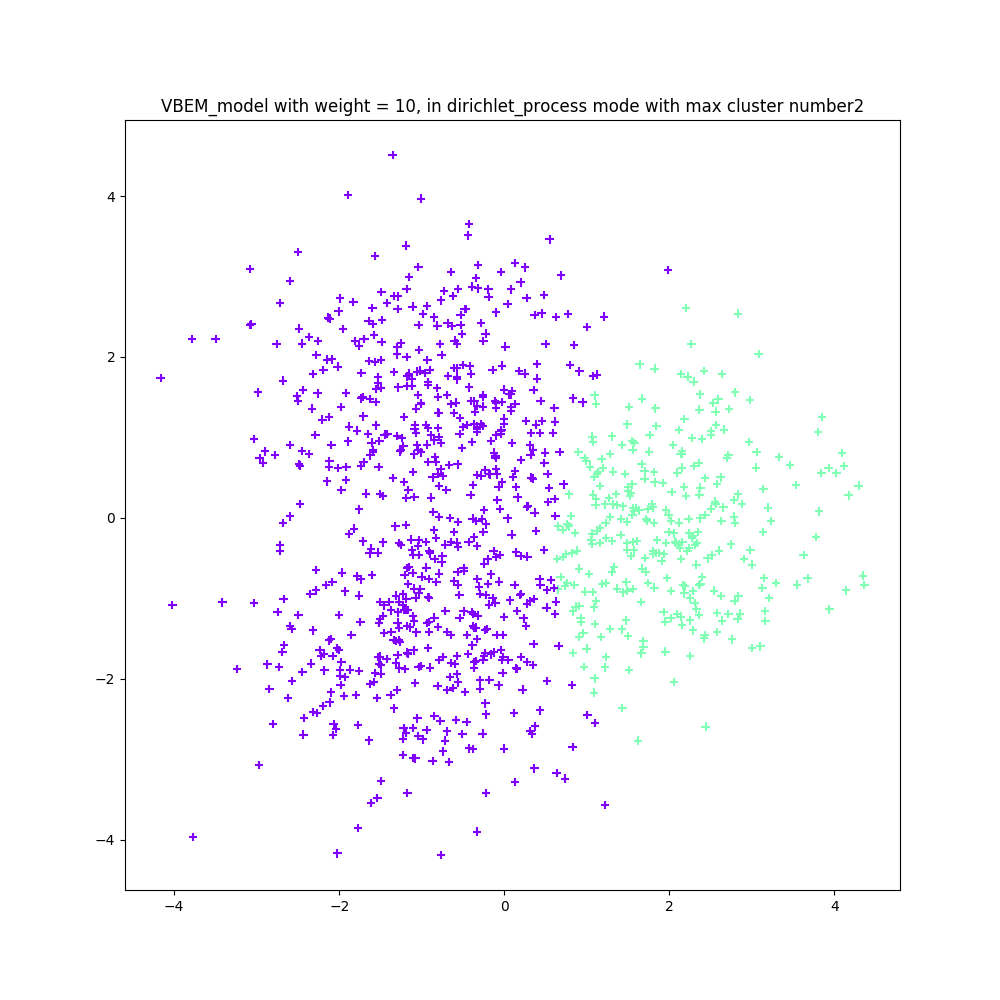 VBEM_model with weight = 10, in dirichlet_process mode with max cluster number2
4
2
0
−2
−4
−4 −2 0 2 4